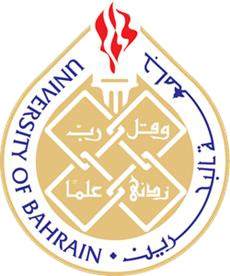 جامعة البحرين
وقل رب
زدني علما
UNIVERSITY OF BAHRAIN